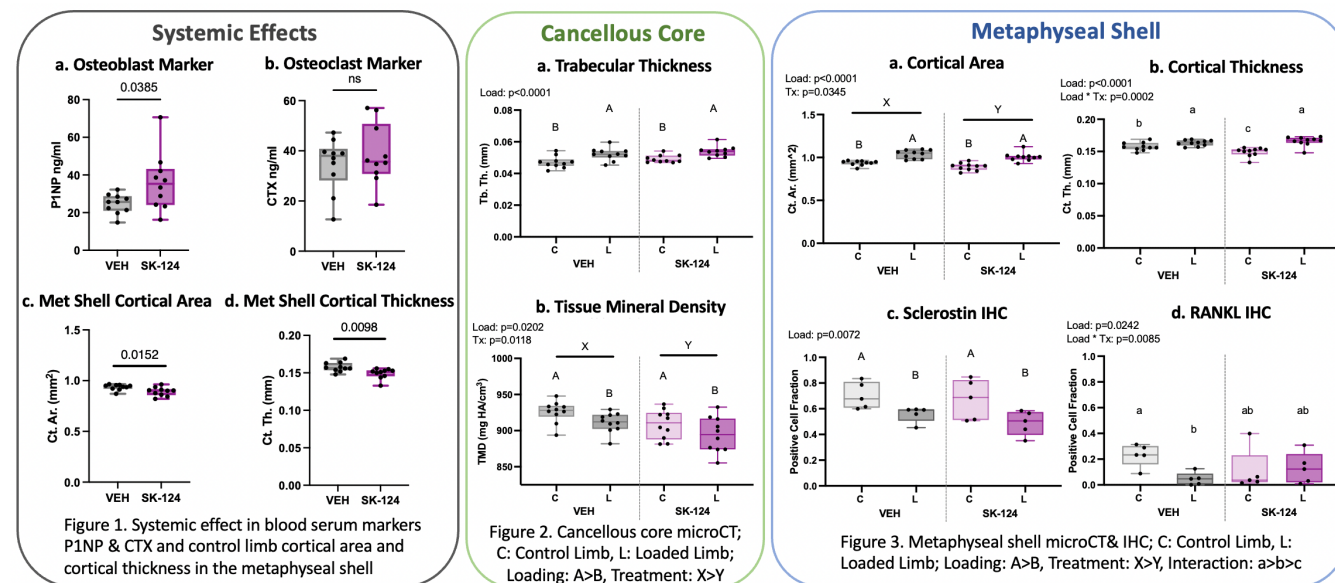 Systemic Effects
a. Osteoblast Marker
0.0385
80
60
40
20
0
P1NP ng/ml
VEH SK-124
b. Osteoclast Marker
ns
60
40
20
0
CTX ng/ml
VEH SK-124
c. Met Shell Cortical Area
0.0152
1.5
1.0
0.5
0.0
Ct. Ar. (mm²)
VEH SK-124
d. Met Shell Cortical Thickness
0.0098
0.20
0.15
0.10
0.05
0.00
Ct. Th. (mm)
VEH SK-124
Figure 1. Systemic effect in blood serum markers
P1NP & CTX and control limb cortical area and
cortical thickness in the metaphyseal shell
Cancellous Core
a. Trabecular Thickness
Load: p<0.0001
B A B A
0.08
0.06
0.04
0.02
0.00
Tb. Th. (mm)
C L C L
VEH SK-124
b. Tissue Mineral Density
Load: p=0.0202
Tx: p=0.0118
X Y
A B A B
1000
950
900
850
TMD (mg HA/cm³)
C L C L
VEH SK-124
Figure 2. Cancellous core microCT;
C: Control Limb, L: Loaded Limb;
Loading: A>B, Treatment: X>Y
Metaphyseal Shell
a. Cortical Area
Load: p<0.0001
Tx: p=0.0345
X Y
B A B A
1.5
1.0
0.5
0.0
Ct. Ar. (mm^2)
C L C L
VEH SK-124
b. Cortical Thickness
Load: p<0.0001
Load * Tx: p=0.0002
b a c a
0.20
0.15
0.10
0.05
0.00
Ct. Th. (mm)
C L C L
VEH SK-124
c. Sclerostin IHC
Load: p=0.0072
A B A B
1.0
0.8
0.6
0.4
0.2
0.0
Positive Cell Fraction
C L C L
VEH SK-124
d. RANKL IHC
Load: p=0.0242
Load * Tx: p=0.0085
a b ab ab
1.0
0.8
0.6
0.4
0.2
0.0
Positive Cell Fraction
C L C L
VEH SK-124
Figure 3. Metaphyseal shell microCT& IHC; C: Control Limb, L:
Loaded Limb; Loading: A>B, Treatment: X>Y, Interaction: a>b>c